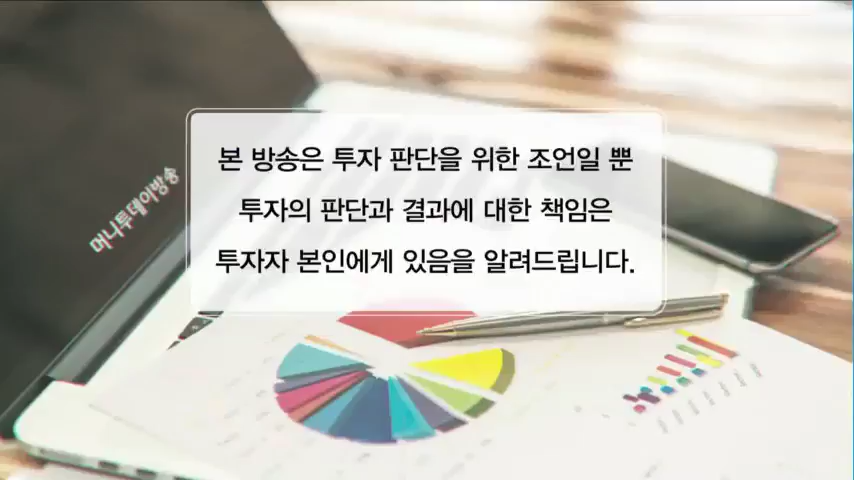 본 방송은 투자 판단을 위한 조언일 뿐
투자의 판단과 결과에 대한 책임은
투자자 본인에게 있음을 알려드립니다.
머니투데이방송